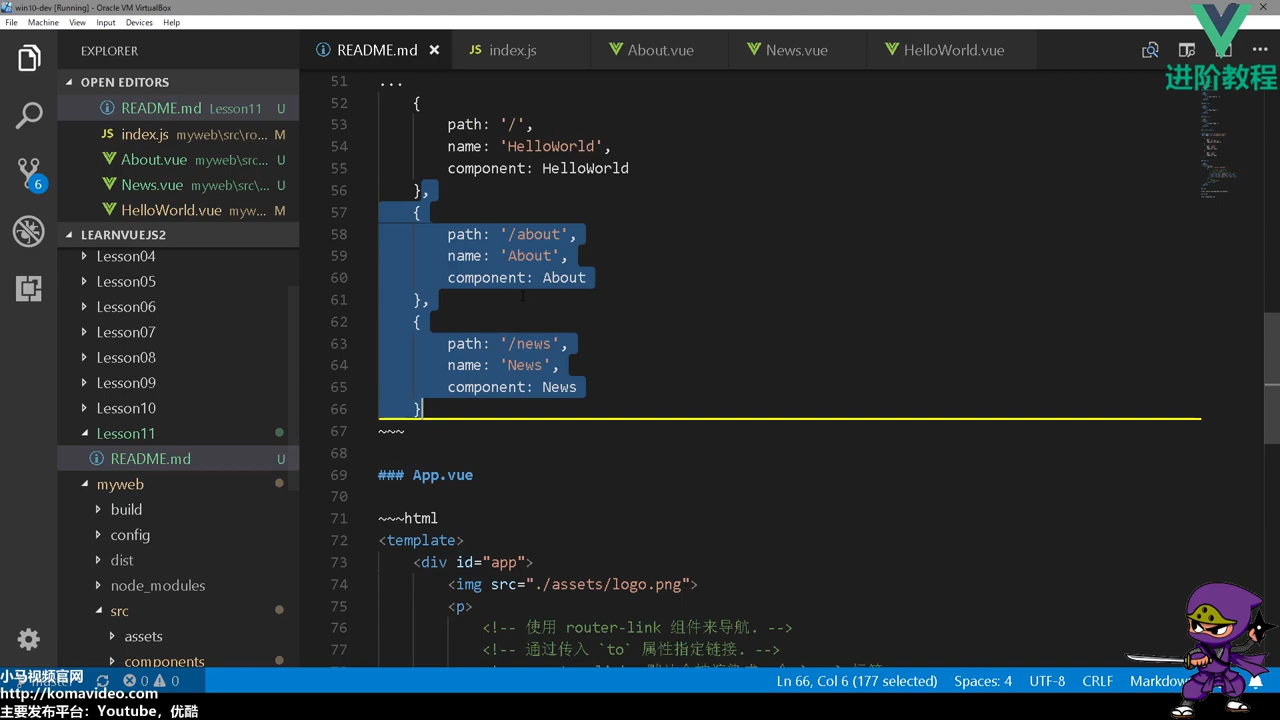 win10-dev [Running] - Oracle VM VirtualBox
File Machine View Input Devices Help
EXPLORER
README.md
index.js
About.vue
News.vue
HelloWorld.vue
进阶教程
OPEN EDITORS
README.md Lesson11 U
index.js myweb\src\ro... M
About.vue myweb\src... U
News.vue myweb\src\... U
HelloWorld.vue myw... M
LEARNVUEJS2
Lesson04
Lesson05
Lesson06
Lesson07
Lesson08
Lesson09
Lesson10
Lesson11
README.md U
myweb
build
config
dist
node_modules
src
assets
components
6
51 ...
52 {
53 path: '/',
54 name: 'HelloWorld',
55 component: HelloWorld
56 },
57 {
58 path: '/about',
59 name: 'About',
60 component: About
61 },
62 {
63 path: '/news',
64 name: 'News',
65 component: News
66 }
67 ~~~
68
69 ### App.vue
70
71 ~~~html
72 <template>
73 <div id="app">
74 <img src="./assets/logo.png">
75 <p>
76 <!-- 使用 router-link 组件来导航. -->
77 <!-- 通过传入 `to` 属性指定链接. -->
小马视频官网
http://komavideo.com
主要发布平台: Youtube, 优酷
0 0
Ln 66, Col 6 (177 selected) Spaces: 4 UTF-8 CRLF